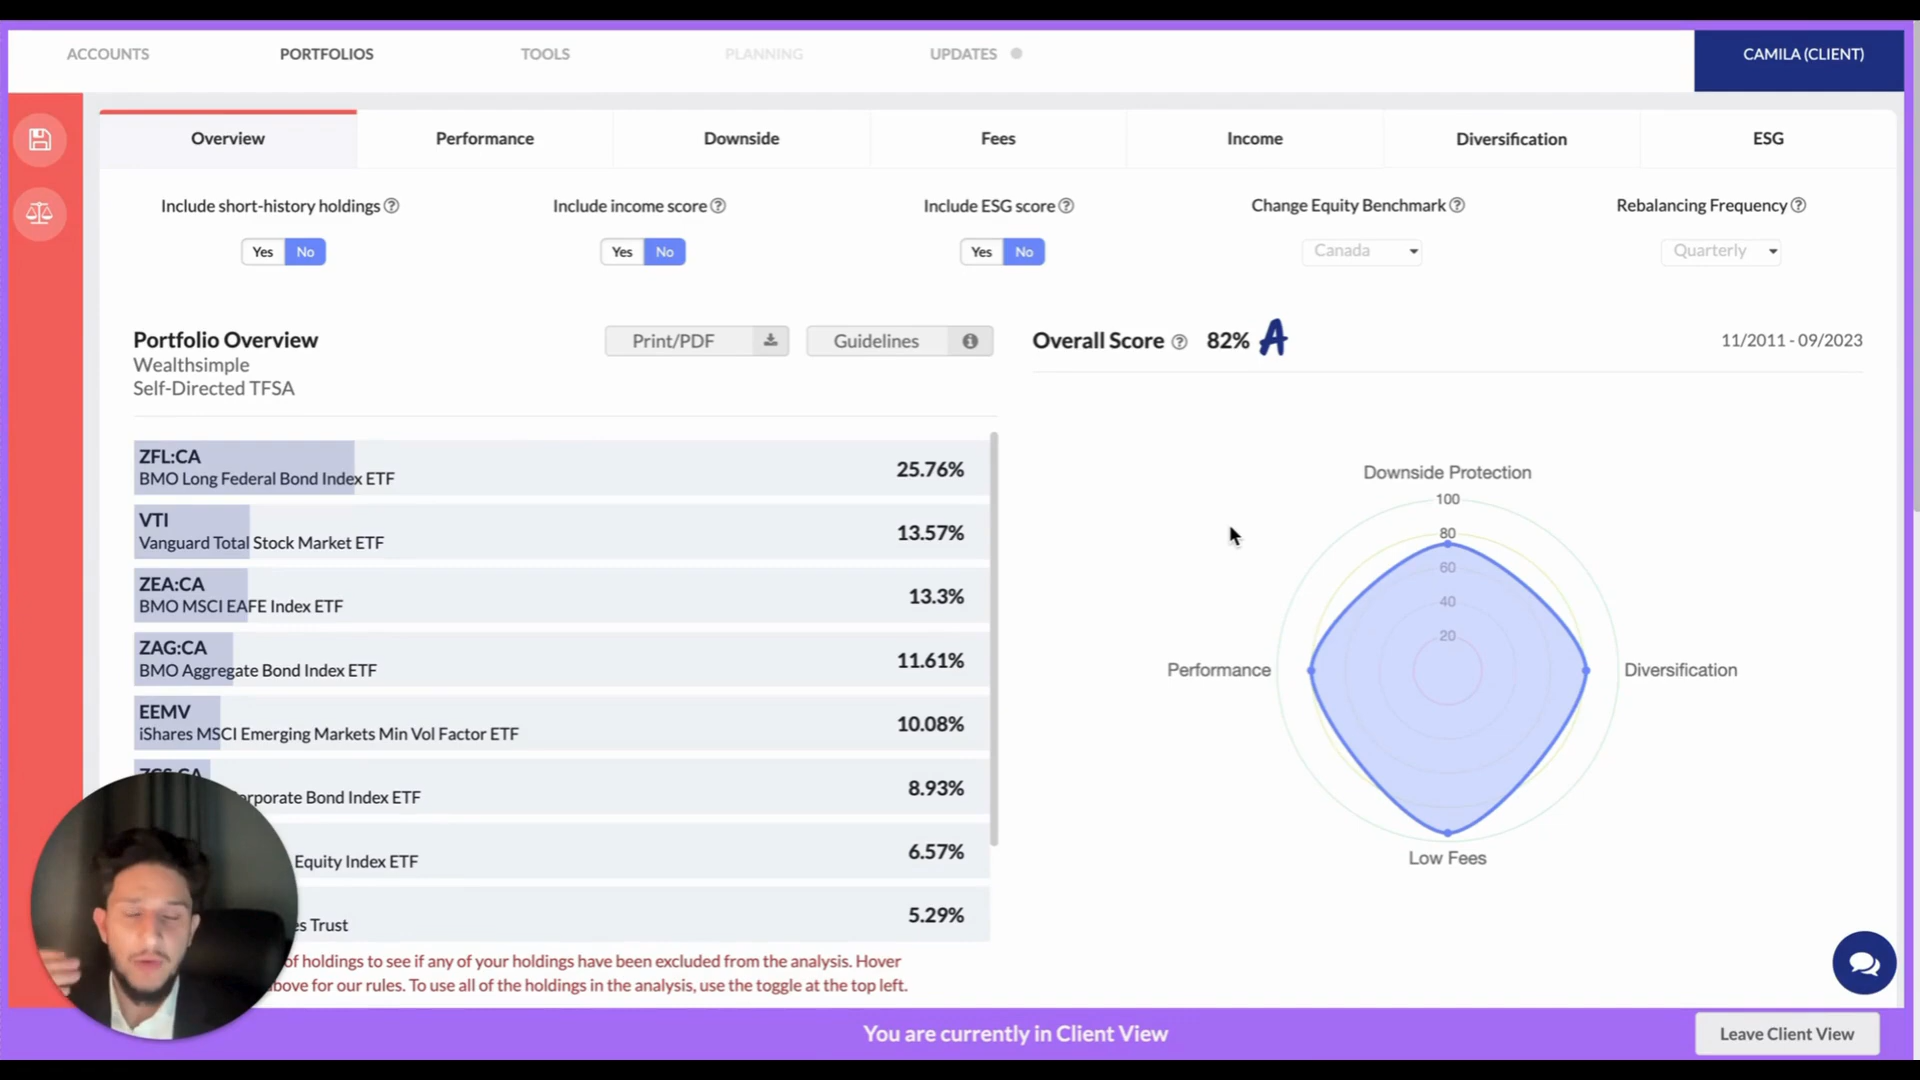 ACCOUNTS PORTFOLIOS TOOLS PLANNING UPDATES CAMILA (CLIENT)
Overview Performance Downside Fees Income Diversification ESG
Include short-history holdings Include income score Include ESG score Change Equity Benchmark Rebalancing Frequency
Yes No Yes No Yes No Canada Quarterly
Portfolio Overview Print/PDF Guidelines
Wealthsimple
Self-Directed TFSA
Overall Score 82% A 11/2011 - 09/2023
ZFL:CA
BMO Long Federal Bond Index ETF 25.76%
VTI
Vanguard Total Stock Market ETF 13.57%
ZEA:CA
BMO MSCI EAFE Index ETF 13.3%
ZAG:CA
BMO Aggregate Bond Index ETF 11.61%
EEMV
iShares MSCI Emerging Markets Min Vol Factor ETF 10.08%
Bond Index ETF 8.93%
Equity Index ETF 6.57%
Trust 5.29%
of holdings to see if any of your holdings have been excluded from the analysis. Hover
above for our rules. To use all of the holdings in the analysis, use the toggle at the top left.
Downside Protection
100
80
60
40
20
Performance Diversification
Low Fees
You are currently in Client View Leave Client View